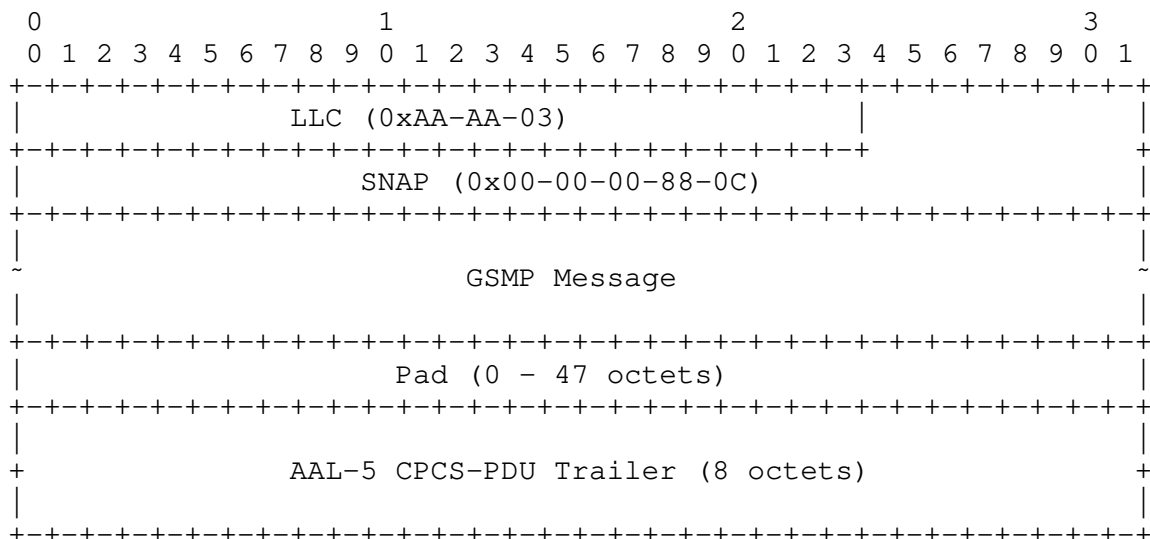 0                   1                   2                   3
 0 1 2 3 4 5 6 7 8 9 0 1 2 3 4 5 6 7 8 9 0 1 2 3 4 5 6 7 8 9 0 1
+-+-+-+-+-+-+-+-+-+-+-+-+-+-+-+-+-+-+-+-+-+-+-+-+-+-+-+-+-+-+-+-+
|               LLC (0xAA-AA-03)                |               |
+-+-+-+-+-+-+-+-+-+-+-+-+-+-+-+-+-+-+-+-+-+-+-+-+               +
|                   SNAP (0x00-00-00-88-0C)                     |
+-+-+-+-+-+-+-+-+-+-+-+-+-+-+-+-+-+-+-+-+-+-+-+-+-+-+-+-+-+-+-+-+
|                                                               |
~                         GSMP Message                          ~
|                                                               |
+-+-+-+-+-+-+-+-+-+-+-+-+-+-+-+-+-+-+-+-+-+-+-+-+-+-+-+-+-+-+-+-+
|                     Pad (0 - 47 octets)                       |
+-+-+-+-+-+-+-+-+-+-+-+-+-+-+-+-+-+-+-+-+-+-+-+-+-+-+-+-+-+-+-+-+
|                                                               |
+               AAL-5 CPCS-PDU Trailer (8 octets)               +
|                                                               |
+-+-+-+-+-+-+-+-+-+-+-+-+-+-+-+-+-+-+-+-+-+-+-+-+-+-+-+-+-+-+-+-+